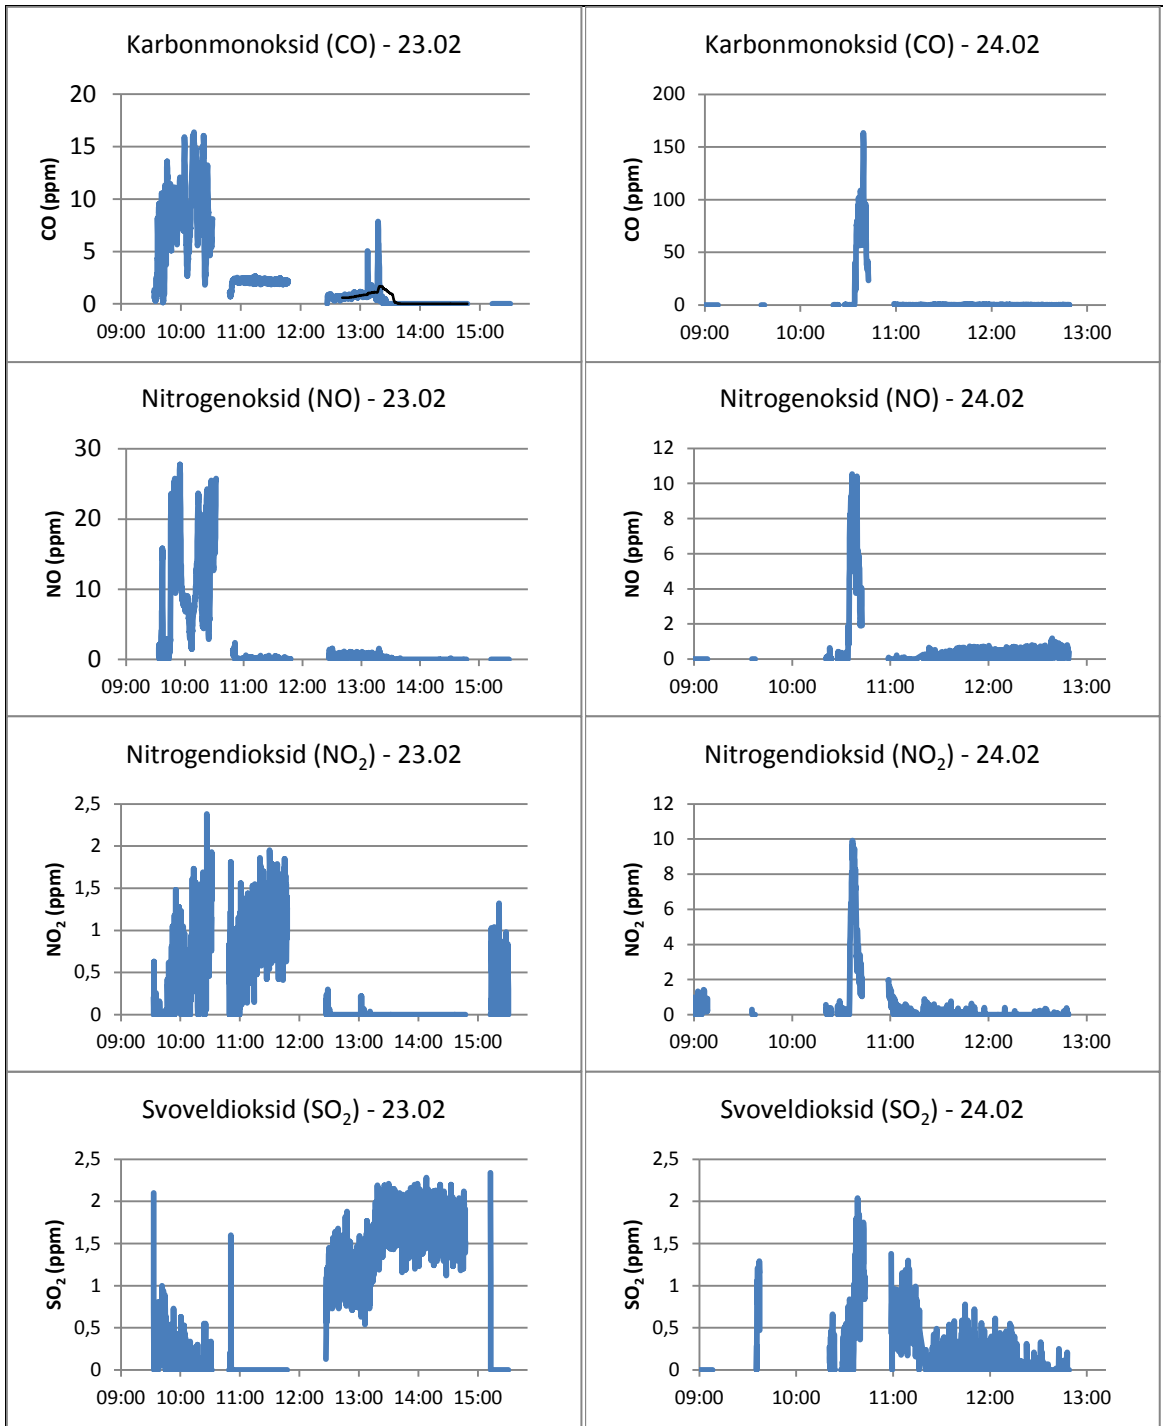 Karbonmonoksid (CO) - 23.02
20
15
10
5
0
CO (ppm)
09:00 10:00 11:00 12:00 13:00 14:00 15:00
Karbonmonoksid (CO) - 24.02
200
150
100
50
0
CO (ppm)
09:00 10:00 11:00 12:00 13:00
Nitrogenoksid (NO) - 23.02
30
20
10
0
NO (ppm)
09:00 10:00 11:00 12:00 13:00 14:00 15:00
Nitrogenoksid (NO) - 24.02
12
10
8
6
4
2
0
NO (ppm)
09:00 10:00 11:00 12:00 13:00
Nitrogendioksid (NO₂) - 23.02
2,5
2
1,5
1
0,5
0
NO₂ (ppm)
09:00 10:00 11:00 12:00 13:00 14:00 15:00
Nitrogendioksid (NO₂) - 24.02
12
10
8
6
4
2
0
NO₂ (ppm)
09:00 10:00 11:00 12:00 13:00
Svoveldioksid (SO₂) - 23.02
2,5
2
1,5
1
0,5
0
SO₂ (ppm)
09:00 10:00 11:00 12:00 13:00 14:00 15:00
Svoveldioksid (SO₂) - 24.02
2,5
2
1,5
1
0,5
0
SO₂ (ppm)
09:00 10:00 11:00 12:00 13:00